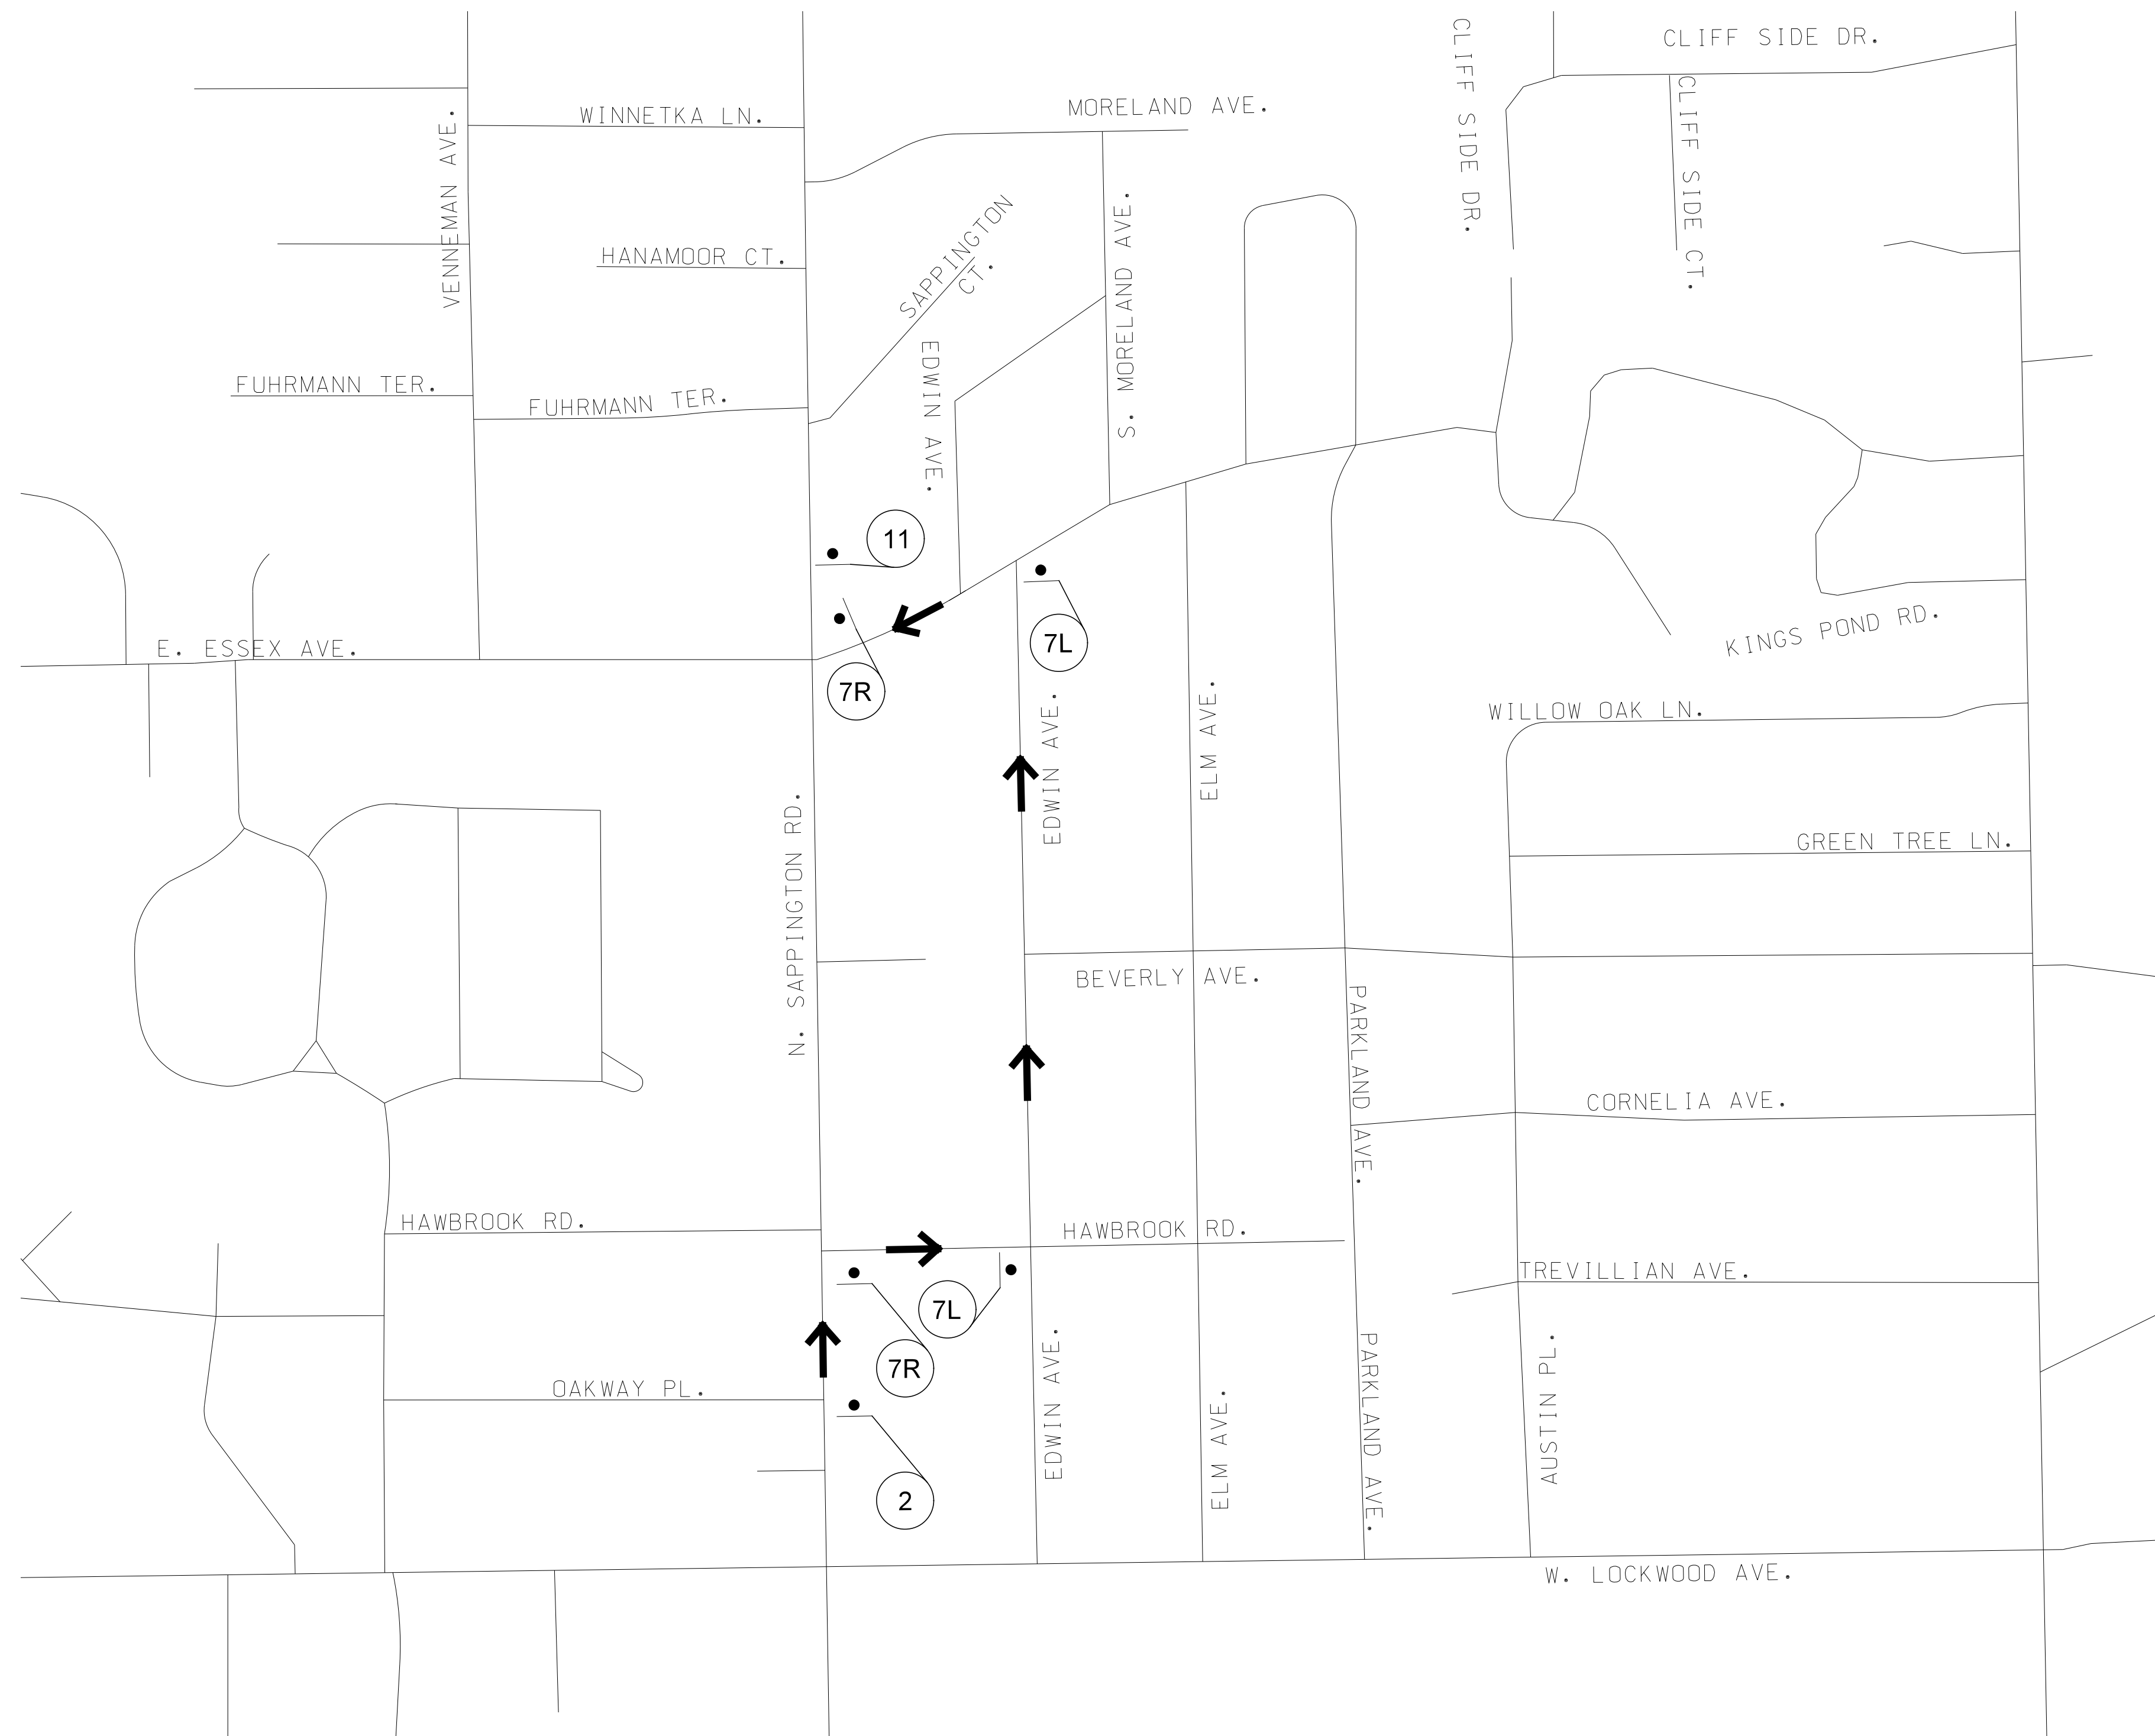 CLIFF SIDE DR.
CLIFF SIDE DR.
CLIFF SIDE CT.
MORELAND AVE.
WINNETKA LN.
VENNEMAN AVE.
HANAMOOR CT.
SAPPINGTON
CT.
S. MORELAND AVE.
EDWIN AVE.
FUHRMANN TER.
FUHRMANN TER.
11
7L
7R
E. ESSEX AVE.
KINGS POND RD.
WILLOW OAK LN.
EDWIN AVE.
ELM AVE.
N. SAPPINGTON RD.
GREEN TREE LN.
BEVERLY AVE.
PARKLAND AVE.
CORNELIA AVE.
HAWBROOK RD.
HAWBROOK RD.
TREVILLIAN AVE.
7L
7R
OAKWAY PL.
EDWIN AVE.
ELM AVE.
PARKLAND AVE.
AUSTIN PL.
2
W. LOCKWOOD AVE.